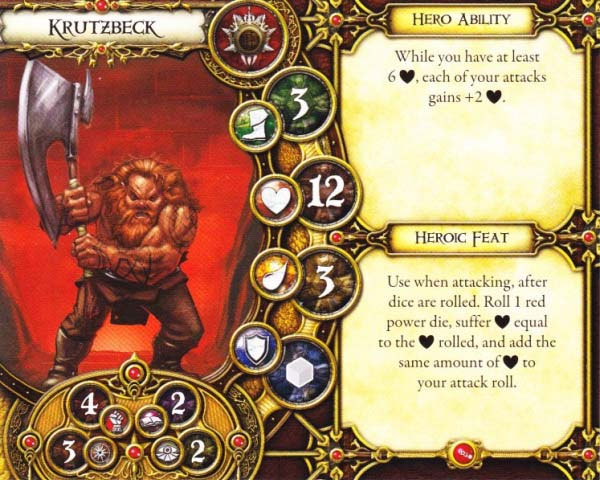 KRUTZBECK
3
12
3
4
2
3
2
HERO ABILITY
While you have at least
6 ♥, each of your attacks
gains +2 ♥.
HEROIC FEAT
Use when attacking, after
dice are rolled. Roll 1 red
power die, suffer ♥ equal
to the ♥ rolled, and add the
same amount of ♥ to
your attack roll.